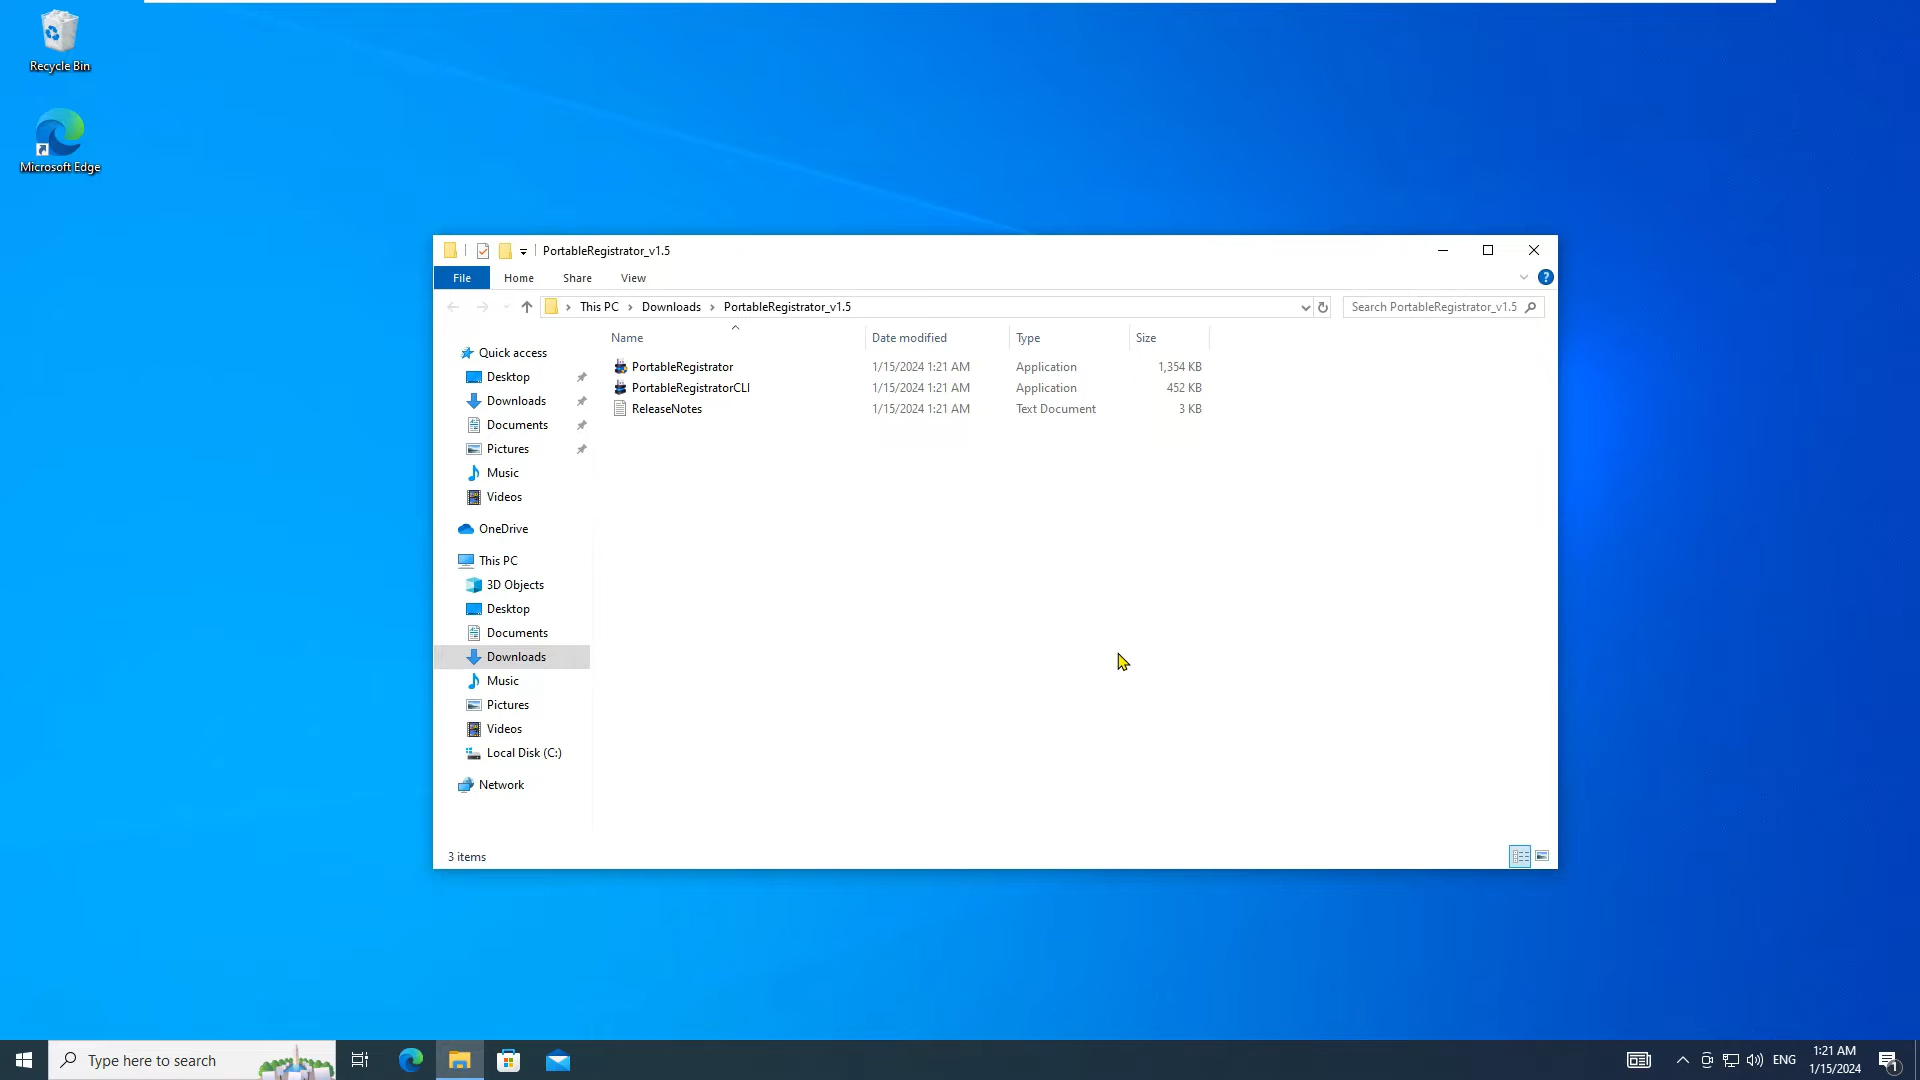 Recycle Bin
Microsoft Edge
PortableRegistrator_v1.5
File Home Share View
This PC Downloads PortableRegistrator_v1.5
Search PortableRegistrator_v1.5
Name Date modified Type Size
PortableRegistrator 1/15/2024 1:21 AM Application 1,354 KB
PortableRegistratorCLI 1/15/2024 1:21 AM Application 452 KB
ReleaseNotes 1/15/2024 1:21 AM Text Document 3 KB
Quick access
Desktop
Downloads
Documents
Pictures
Music
Videos
OneDrive
This PC
3D Objects
Desktop
Documents
Downloads
Music
Pictures
Videos
Local Disk (C:)
Network
3 items
Type here to search
ENG
1:21 AM
1/15/2024
1